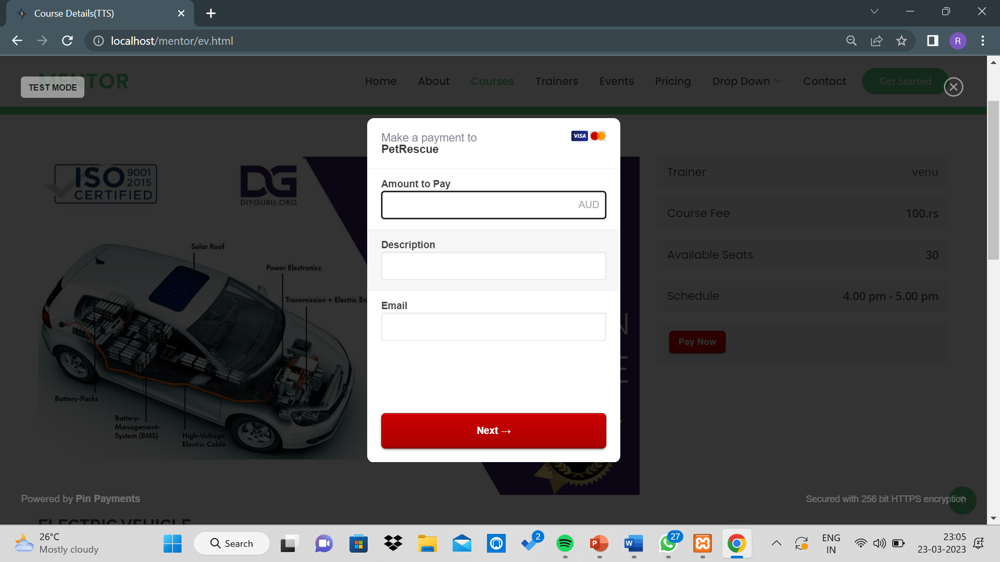 Course Details(TTS)
localhost/mentor/ev.html
R
MENTOR
TEST MODE
Home
About
Courses
Trainers
Events
Pricing
Drop Down
Contact
Get Started
Make a payment to
PetRescue
VISA
Amount to Pay
AUD
Description
Email
Next →
ISO 9001
2015
CERTIFIED
DG
DIYGURU.ORG
Solar Roof
Power Electronics
Transmission + Electric En
Battery-Packs
Battery-
Management-
System (BMS)
High-Voltage
Electric Cable
Trainer venu
Course Fee 100.rs
Available Seats 30
Schedule 4.00 pm - 5.00 pm
Pay Now
Powered by Pin Payments
Secured with 256 bit HTTPS encryption
ELECTRIC VEHICLE
26°C
Mostly cloudy
Search
2
27
ENG
IN
23:05
23-03-2023